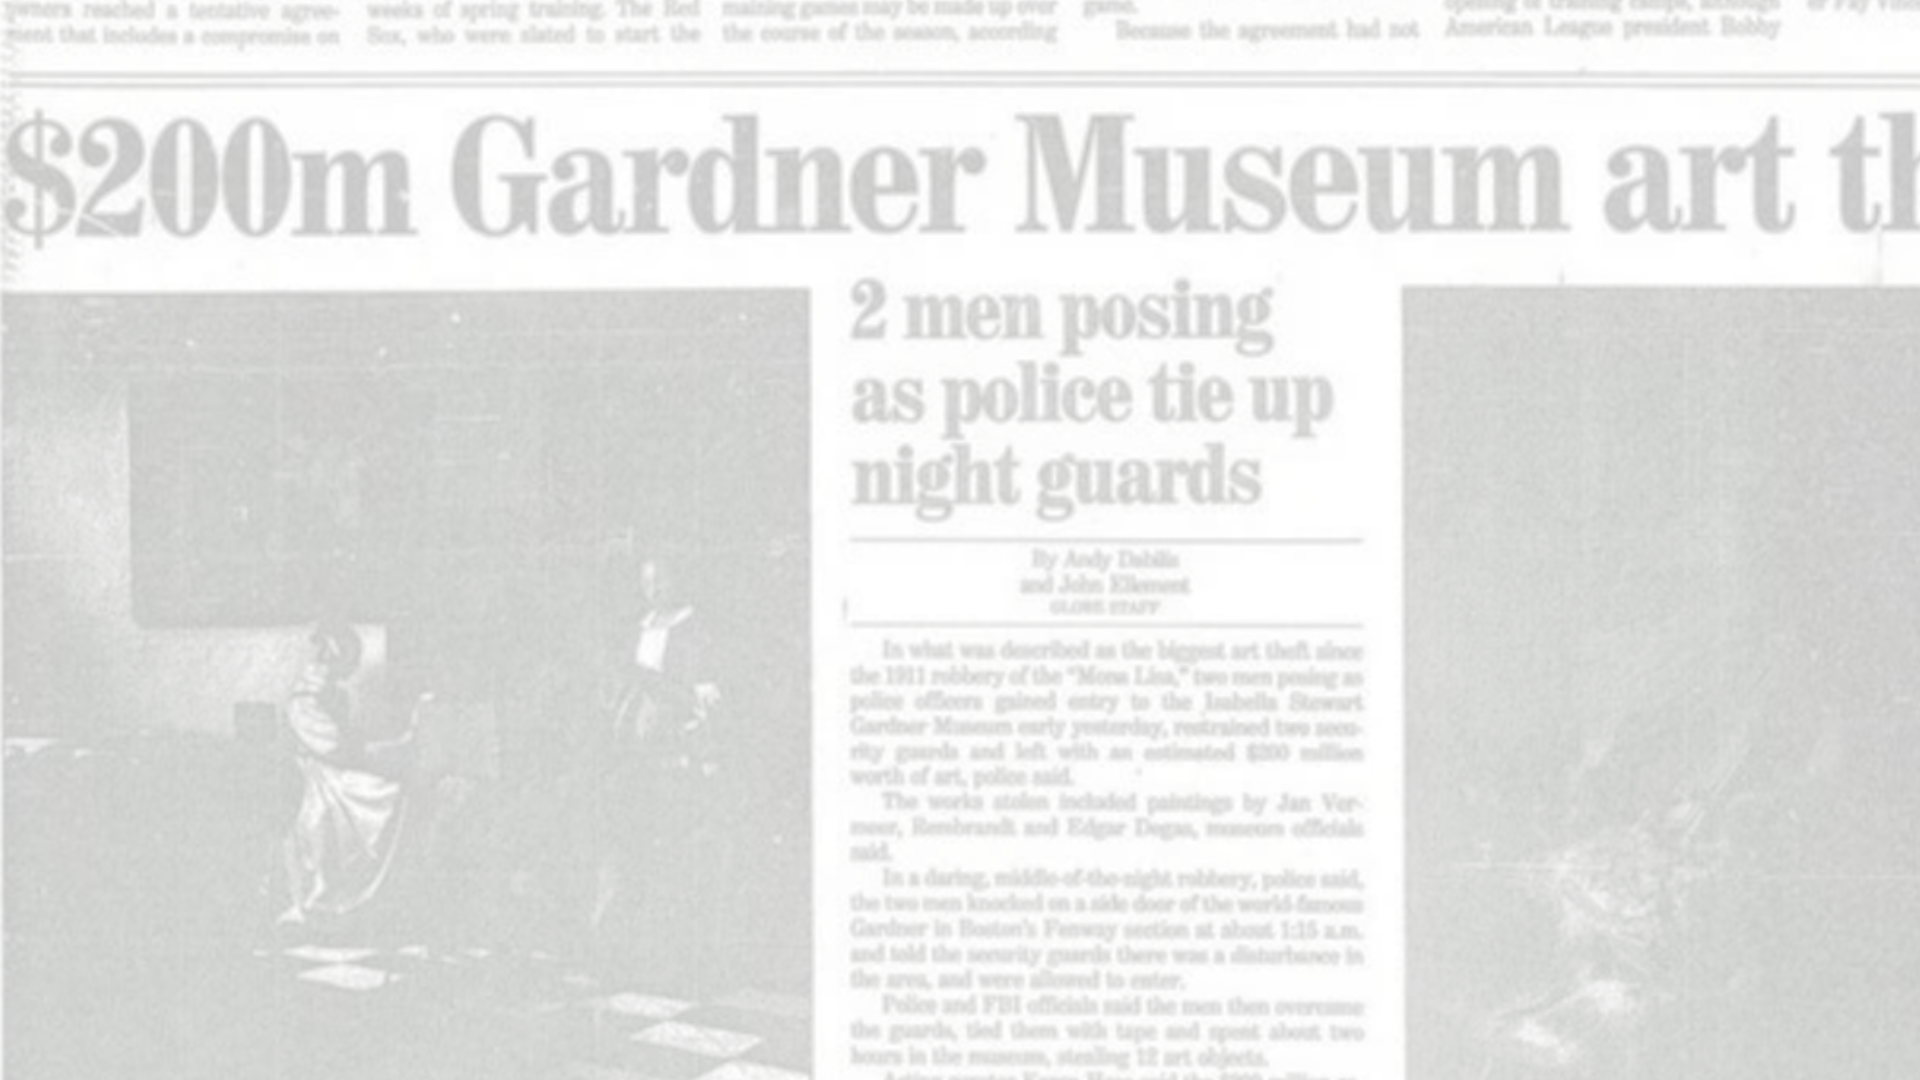 owners reached a tentative agree-
ment that includes a compromise on
weeks of spring training. The Red
Sox, who were slated to start the
maining games may be made up over
the course of the season, according
game.
Because the agreement had not
opening of training camps, although
American League president Bobby
er Fay Vin
$200m Gardner Museum art th
2 men posing
as police tie up
night guards
By Andy Dabilis
and John Ellement
GLOBE STAFF
In what was described as the biggest art theft since
the 1911 robbery of the "Mona Lisa," two men posing as
police officers gained entry to the Isabella Stewart
Gardner Museum early yesterday, restrained two secu-
rity guards and left with an estimated $200 million
worth of art, police said.
The works stolen included paintings by Jan Ver-
meer, Rembrandt and Edgar Degas, museum officials
said.
In a daring, middle-of-the-night robbery, police said,
the two men knocked on a side door of the world-famous
Gardner in Boston's Fenway section at about 1:15 a.m.
and told the security guards there was a disturbance in
the area, and were allowed to enter.
Police and FBI officials said the men then overcame
the guards, tied them with tape and spent about two
hours in the museum, stealing 12 art objects.